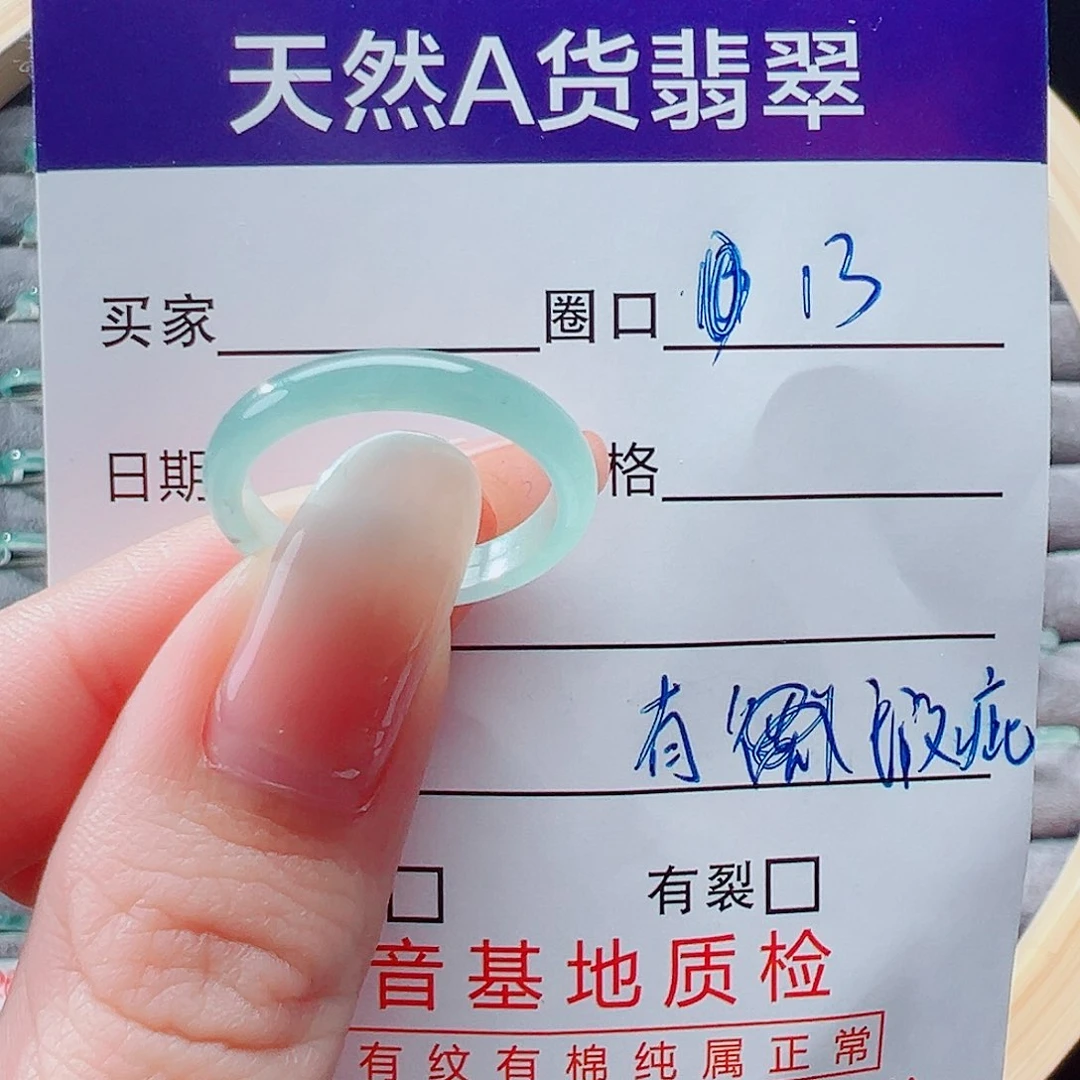 天然A货翡翠
买家 圈口 13
日期 格
有 瑕疵
有裂
音基地质检
有纹有棉纯属正常